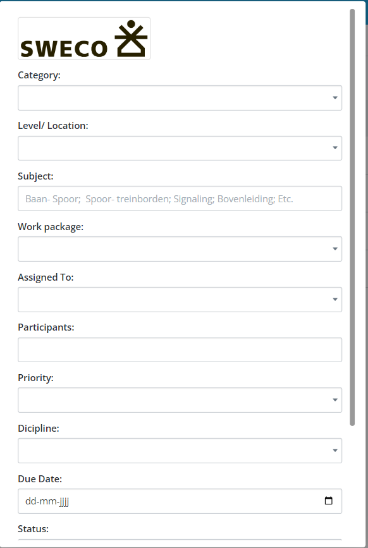 SWECO
Category:
Level/ Location:
Subject:
Baan- Spoor; Spoor- treinborden; Signaling; Bovenleiding; Etc.
Work package:
Assigned To:
Participants:
Priority:
Dicipline:
Due Date:
dd-mm-jjjj
Status: